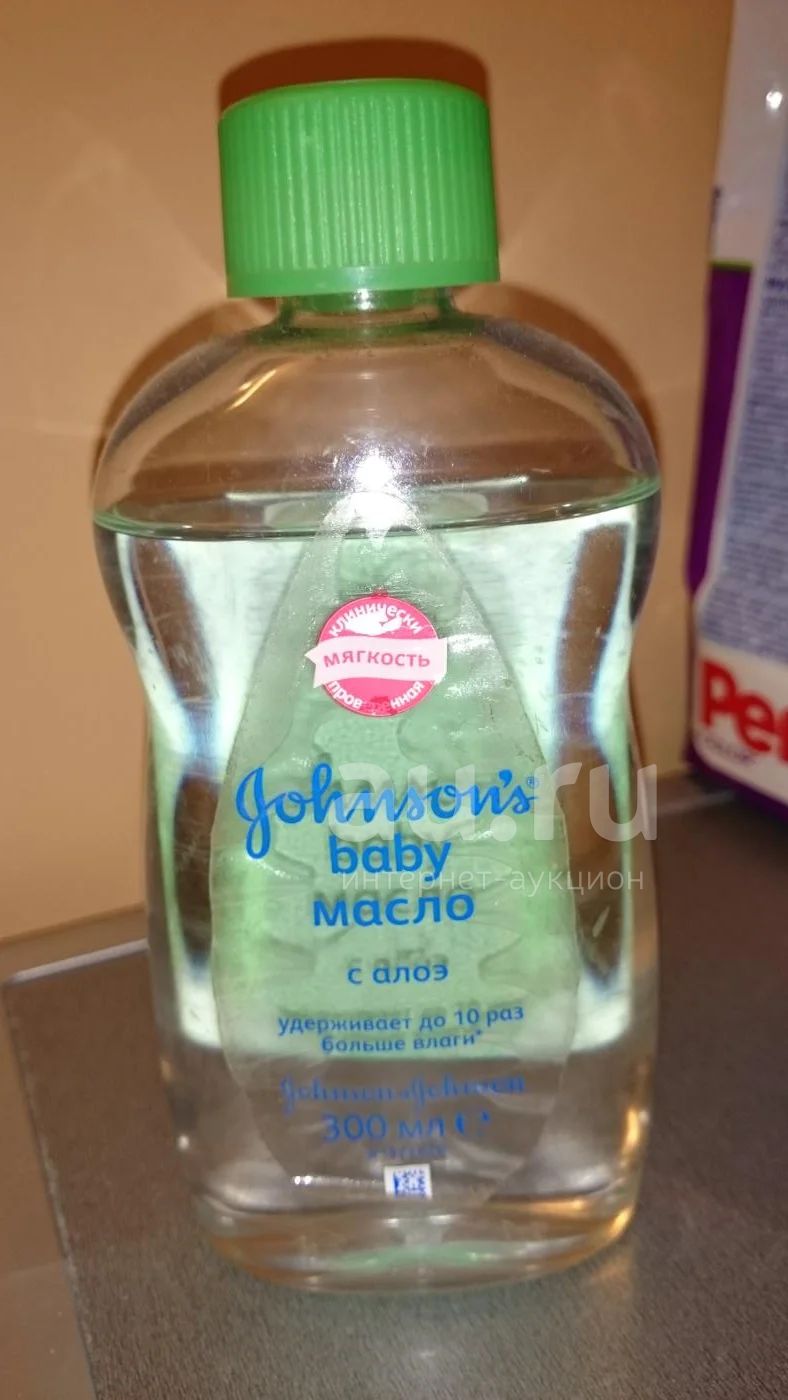 клинически
мягкость
проверенная
Johnson's®
baby
масло
с алоэ
удерживает до 10 раз
больше влаги*
Johnson & Johnson
300 мл e
au.ru
интернет-аукцион
Pe